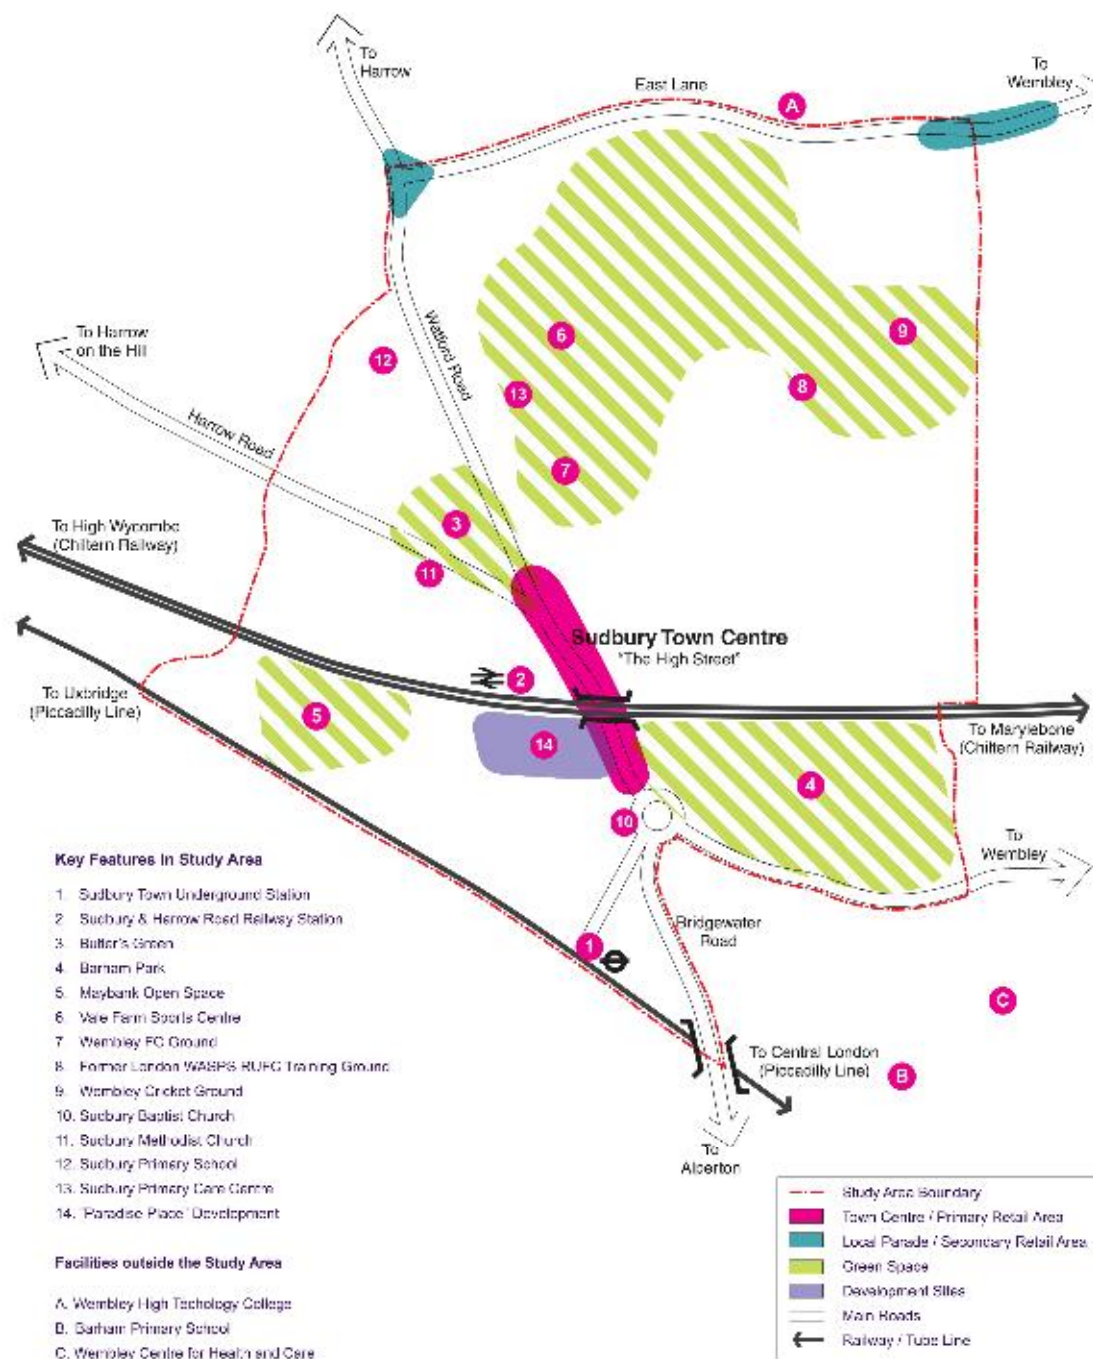 To
Harrow
East Lane
To
Wembley
A
To Harrow
on the Hill
12
Watford Road
6
9
13
8
Harrow Road
7
3
To High Wycombe
(Chiltern Railway)
11
Sudbury Town Centre
"The High Street"
2
To Uxbridge
(Piccadilly Line)
5
14
To Marylebone
(Chiltern Railway)
4
10
To
Wembley
Bridgewater
Road
1
C
To Central London
(Piccadilly Line)
B
To
Alperton
Key Features in Study Area
1. Sudbury Town Underground Station
2 Sudbury & Harrow Road Railway Station
3. Butler's Green
4. Barham Park
5. Maybank Open Space
6. Vale Farm Sports Centre
7 Wembley FC Ground
8 Former London WASPS RUFC Training Ground
9. Wembley Cricket Ground
10. Sudbury Baptist Church
11. Sudbury Methodist Church
12. Sudbury Primary School
13. Sudbury Primary Care Centre
14. 'Paradise Place' Development
Facilities outside the Study Area
A. Wembley High Techology College
B. Barham Primary School
C. Wembley Centre for Health and Care
Study Area Boundary
Town Centre / Primary Retail Area
Local Parade / Secondary Retail Area
Green Space
Development Sites
Main Roads
Railway / Tube Line